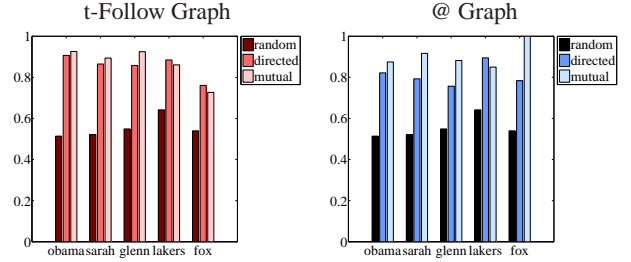 t-Follow Graph
1
0.8
0.6
0.4
0.2
0
obama sarah glenn lakers fox
random
directed
mutual
@ Graph
1
0.8
0.6
0.4
0.2
0
obama sarah glenn lakers fox
random
directed
mutual